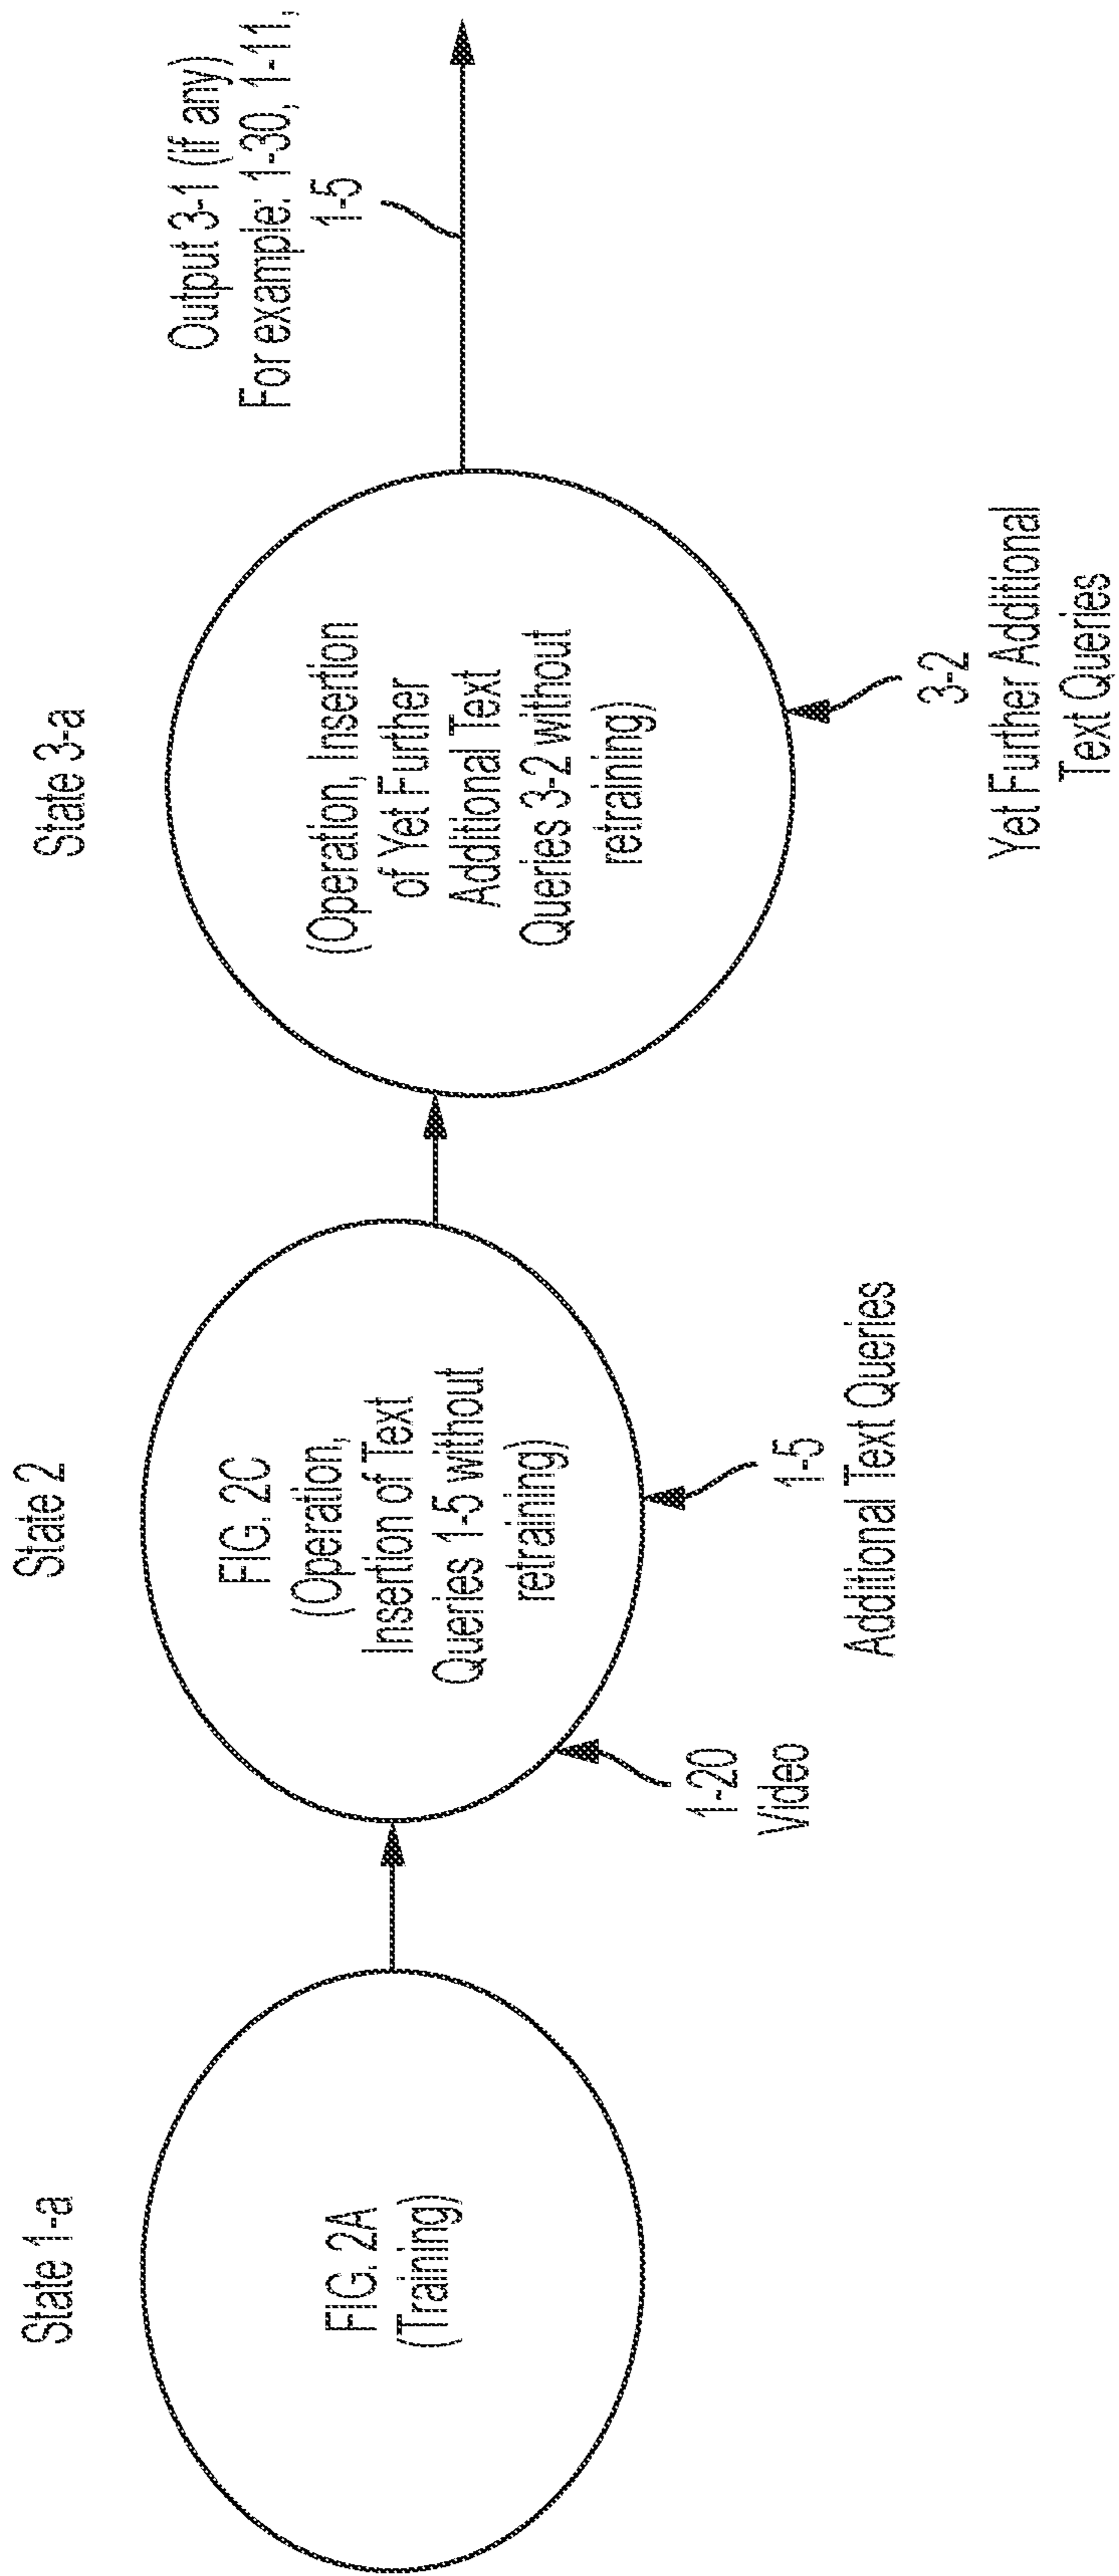 State 1-a
FIG. 2A
(Training)
State 2
FIG. 2C
(Operation,
Insertion of Text
Queries 1-5 without
retraining)
1-20
Video
1-5
Additional Text Queries
State 3-a
(Operation, Insertion
of Yet Further
Additional Text
Queries 3-2 without
retraining)
3-2
Yet Further Additional
Text Queries
Output 3-1 (if any)
For example: 1-30, 1-11,
1-5